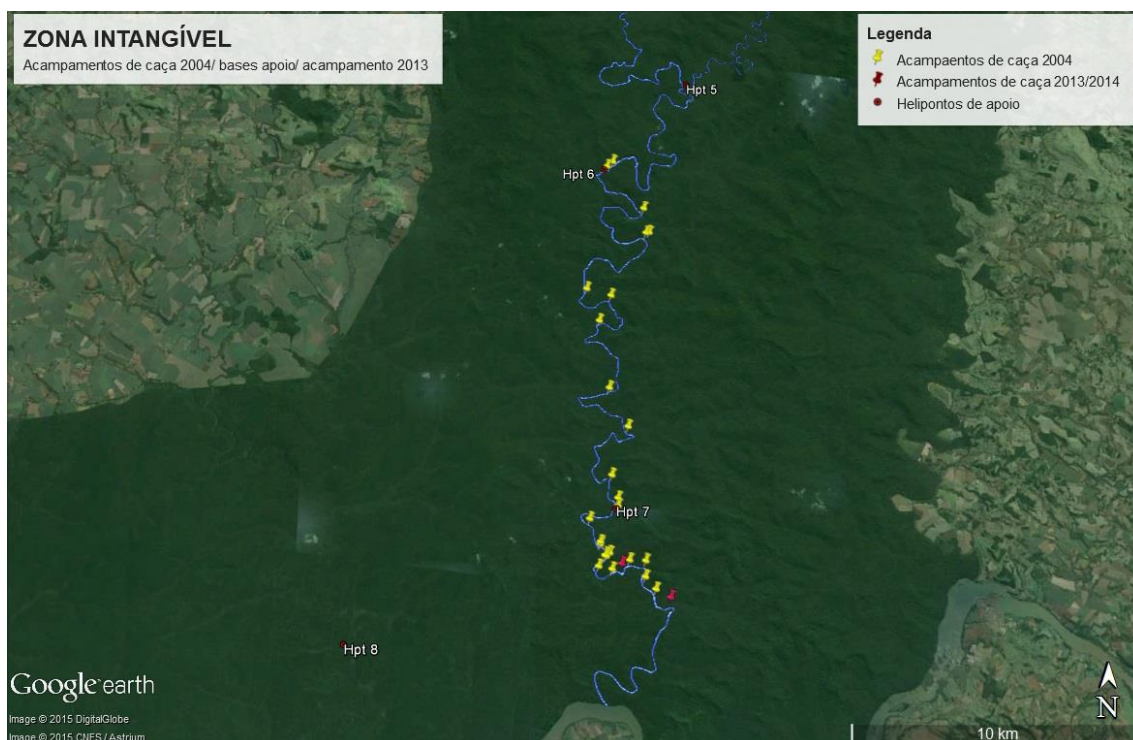 ZONA INTANGÍVEL
Acampamentos de caça 2004/ bases apoio/ acampamento 2013
Legenda
Acampaentos de caça 2004
Acampamentos de caça 2013/2014
Helipontos de apoio
Hpt 5
Hpt 6
Hpt 7
Hpt 8
Google earth
Image © 2015 DigitalGlobe
Image © 2015 CNES / Astrium
N
10 km